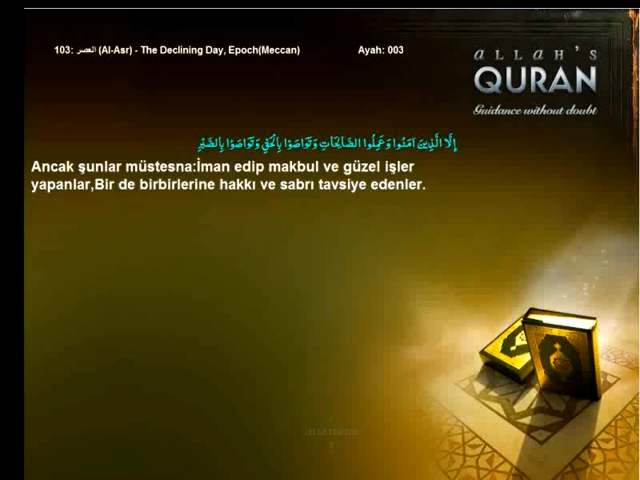 103: العصر (Al-Asr) - The Declining Day, Epoch(Meccan) Ayah: 003
ALLAH'S
QURAN
Guidance without doubt
إِلَّا الَّذِينَ آمَنُوا وَعَمِلُوا الصَّالِحَاتِ وَتَوَاصَوْا بِالْحَقِّ وَتَوَاصَوْا بِالصَّبْرِ
Ancak şunlar müstesna:İman edip makbul ve güzel işler
yapanlar,Bir de birbirlerine hakkı ve sabrı tavsiye edenler.